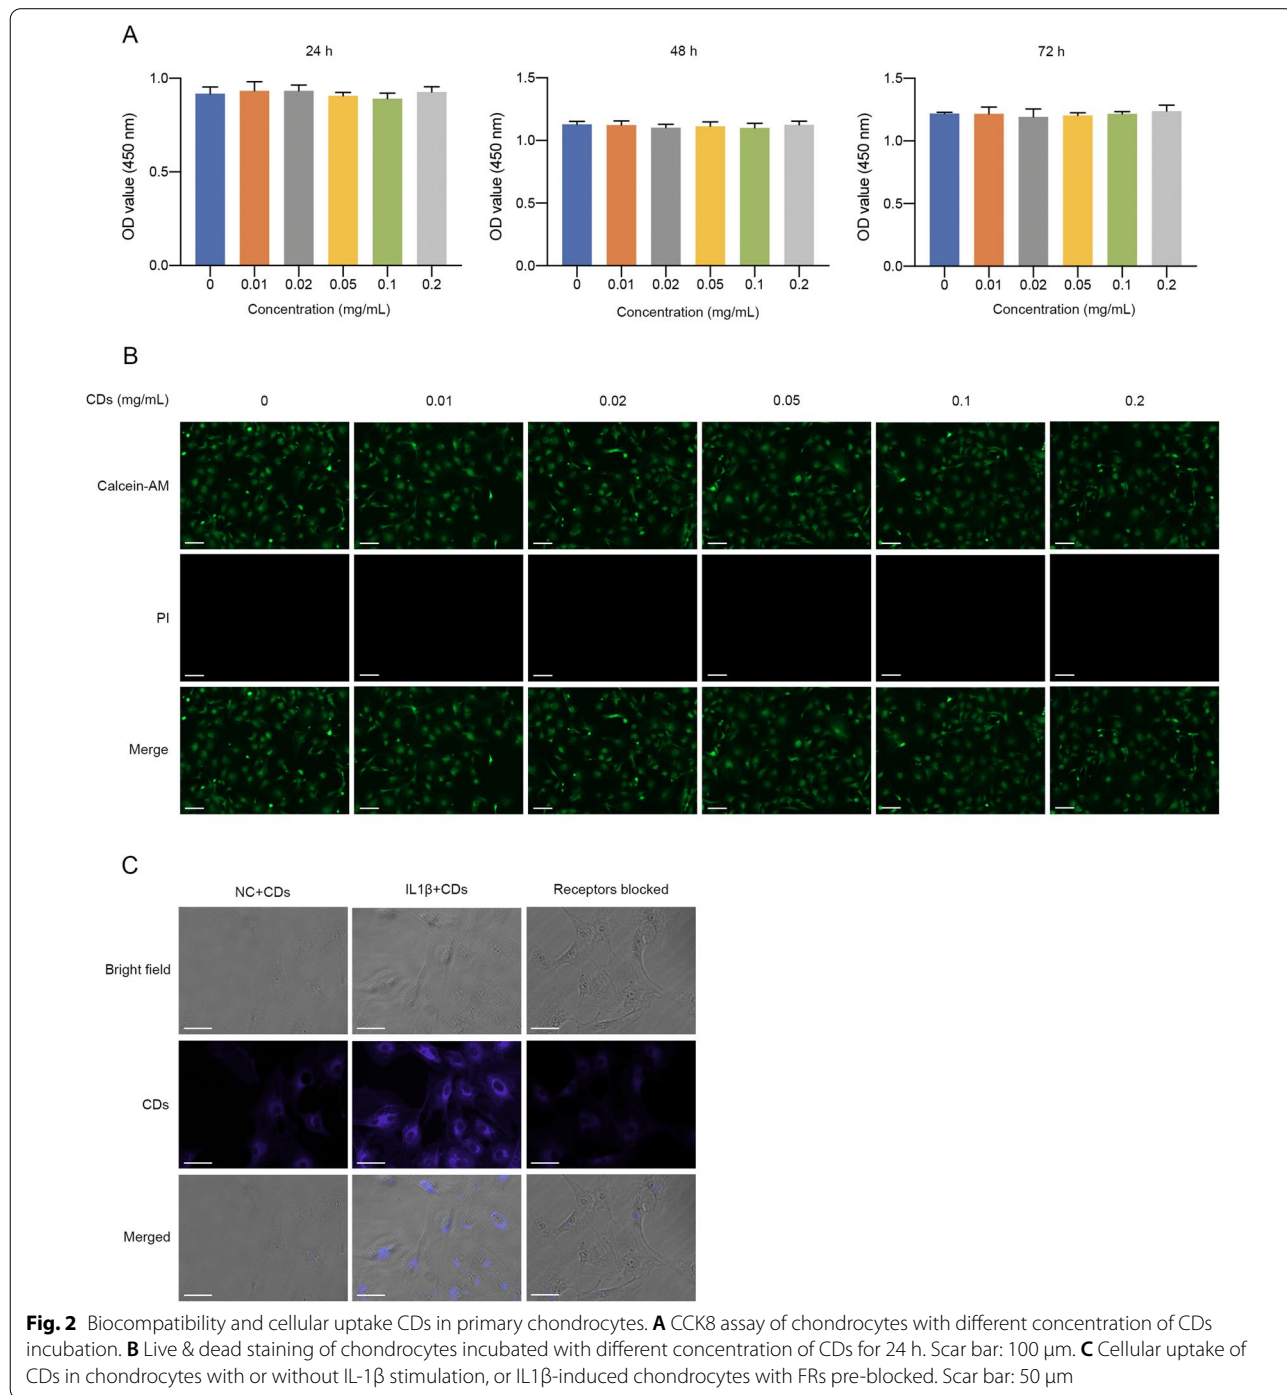 A
24 h
48 h
72 h
OD value (450 nm)
1.0
0.5
0.0
0 0.01 0.02 0.05 0.1 0.2
Concentration (mg/mL)
OD value (450 nm)
1.5
1.0
0.5
0.0
0 0.01 0.02 0.05 0.1 0.2
Concentration (mg/mL)
OD value (450 nm)
1.5
1.0
0.5
0.0
0 0.01 0.02 0.05 0.1 0.2
Concentration (mg/mL)
B
CDs (mg/mL) 0 0.01 0.02 0.05 0.1 0.2
Calcein-AM
PI
Merge
C
NC+CDs IL1β+CDs Receptors blocked
Bright field
CDs
Merged
Fig. 2 Biocompatibility and cellular uptake CDs in primary chondrocytes. A CCK8 assay of chondrocytes with different concentration of CDs
incubation. B Live & dead staining of chondrocytes incubated with different concentration of CDs for 24 h. Scar bar: 100 μm. C Cellular uptake of
CDs in chondrocytes with or without IL-1β stimulation, or IL1β-induced chondrocytes with FRs pre-blocked. Scar bar: 50 μm